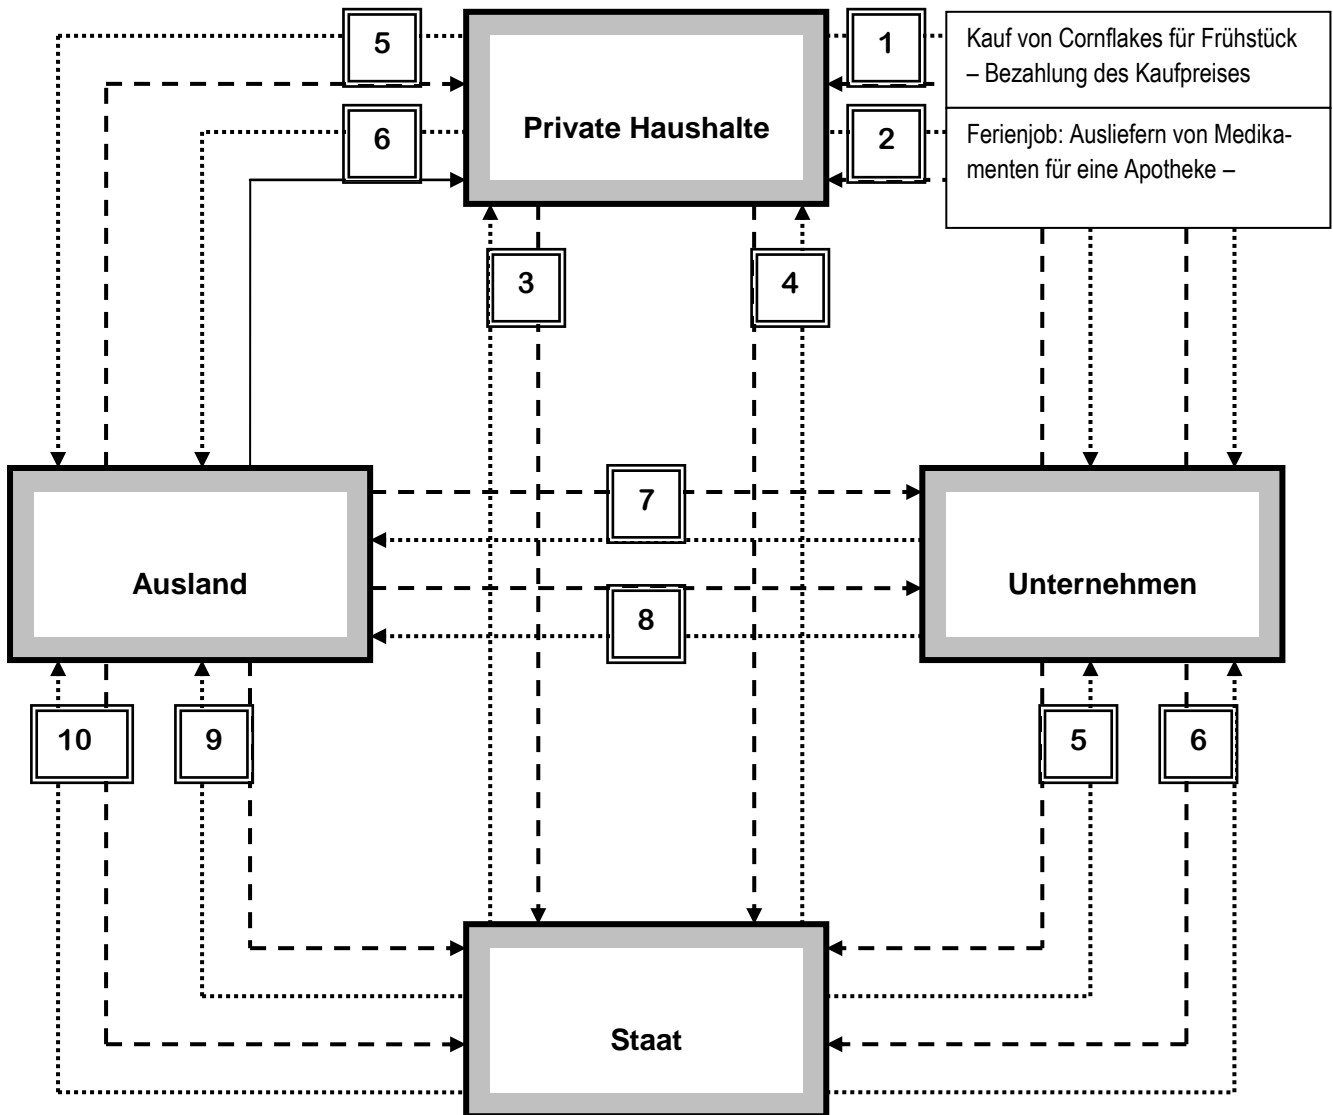 5
1
Kauf von Cornflakes für Frühstück
– Bezahlung des Kaufpreises
Private Haushalte
6
2
Ferienjob: Ausliefern von Medika-
menten für eine Apotheke –
3
4
7
Ausland
Unternehmen
8
10
9
5
6
Staat